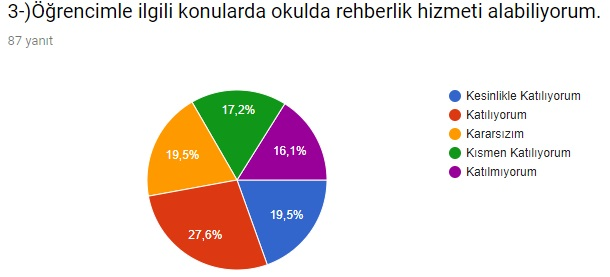 3-)Öğrencimle ilgili konularda okulda rehberlik hizmeti alabiliyorum.
87 yanıt
17,2%
16,1%
19,5%
19,5%
27,6%
Kesinlikle Katılıyorum
Katılıyorum
Kararsızım
Kısmen Katılıyorum
Katılmıyorum